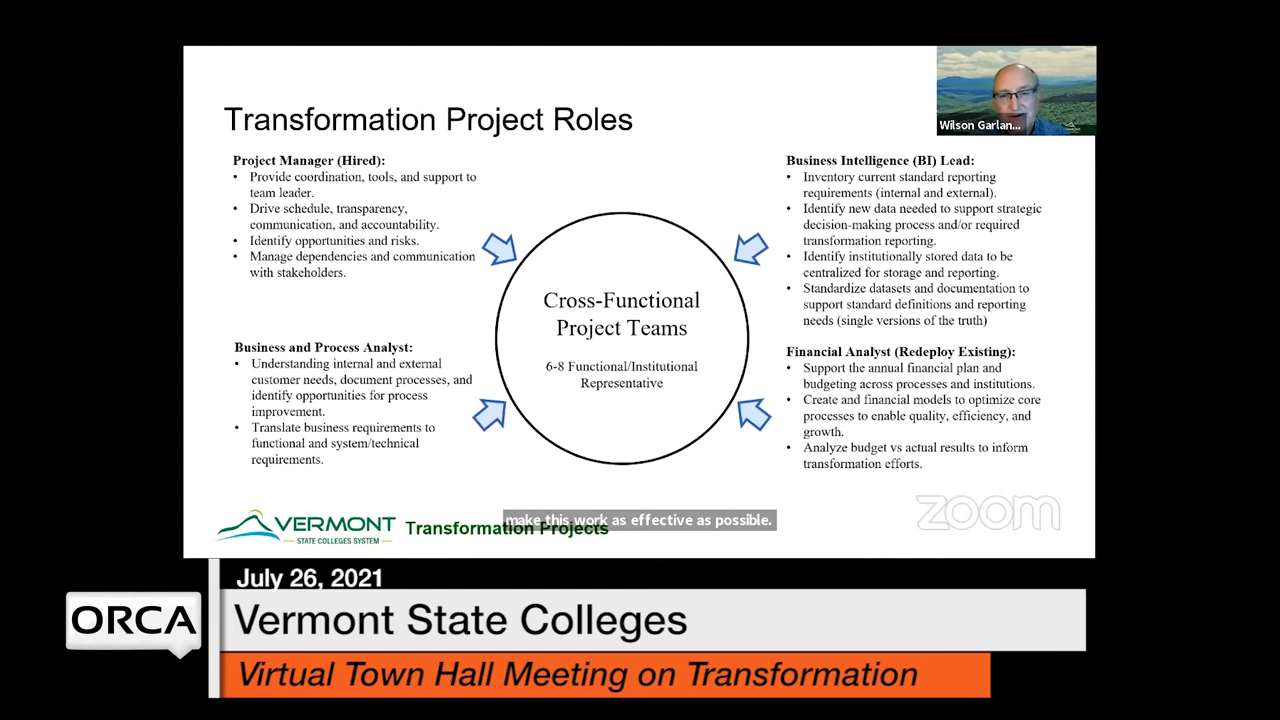 Transformation Project Roles
Wilson Garlan...
Project Manager (Hired):
• Provide coordination, tools, and support to
team leader.
• Drive schedule, transparency,
communication, and accountability.
• Identify opportunities and risks.
• Manage dependencies and communication
with stakeholders.
Business and Process Analyst:
• Understanding internal and external
customer needs, document processes, and
identify opportunities for process
improvement.
• Translate business requirements to
functional and system/technical
requirements.
Cross-Functional
Project Teams
6-8 Functional/Institutional
Representative
Business Intelligence (BI) Lead:
• Inventory current standard reporting
requirements (internal and external).
• Identify new data needed to support strategic
decision-making process and/or required
transformation reporting.
• Identify institutionally stored data to be
centralized for storage and reporting.
• Standardize datasets and documentation to
support standard definitions and reporting
needs (single versions of the truth)
Financial Analyst (Redeploy Existing):
• Support the annual financial plan and
budgeting across processes and institutions.
• Create and financial models to optimize core
processes to enable quality, efficiency, and
growth.
• Analyze budget vs actual results to inform
transformation efforts.
VERMONT
STATE COLLEGES SYSTEM
Transformation Projects
make this work as effective as possible.
zoom
July 26, 2021
ORCA
Vermont State Colleges
Virtual Town Hall Meeting on Transformation